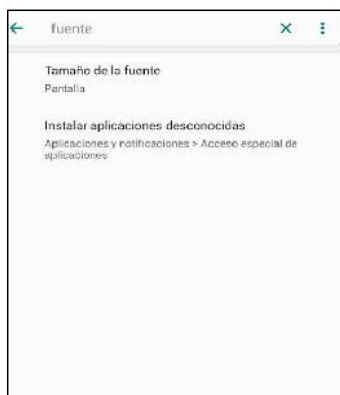 fuente
Tamaño de la fuente
Pantalla
Instalar aplicaciones desconocidas
Aplicaciones y notificaciones > Acceso especial de
aplicaciones